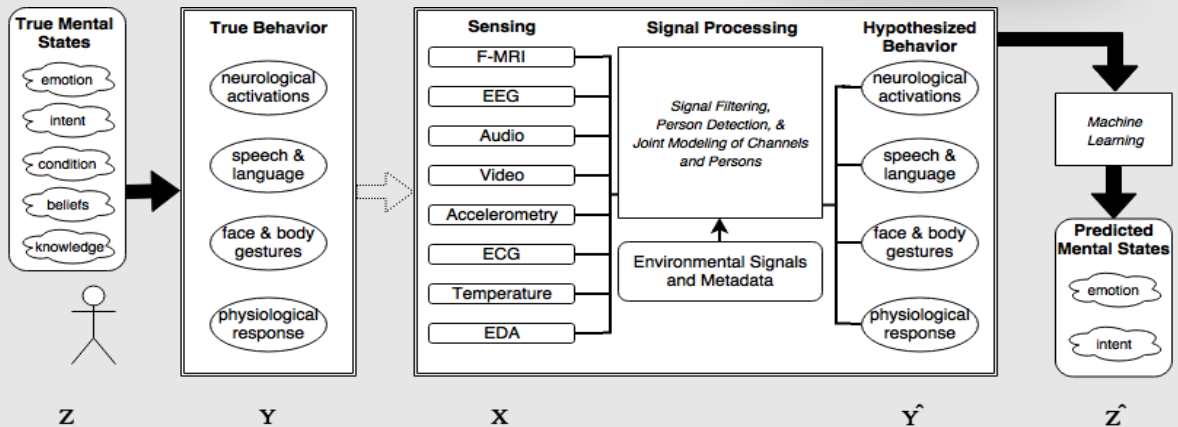 True Mental
States
emotion
intent
condition
beliefs
knowledge
True Behavior
neurological
activations
speech &
language
face & body
gestures
physiological
response
Sensing
F-MRI
EEG
Audio
Video
Accelerometry
ECG
Temperature
EDA
Signal Processing
Signal Filtering,
Person Detection, &
Joint Modeling of Channels
and Persons
Environmental Signals
and Metadata
Hypothesized
Behavior
neurological
activations
speech &
language
face & body
gestures
physiological
response
Machine
Learning
Predicted
Mental States
emotion
intent
Z
Y
X
Y^
Z^